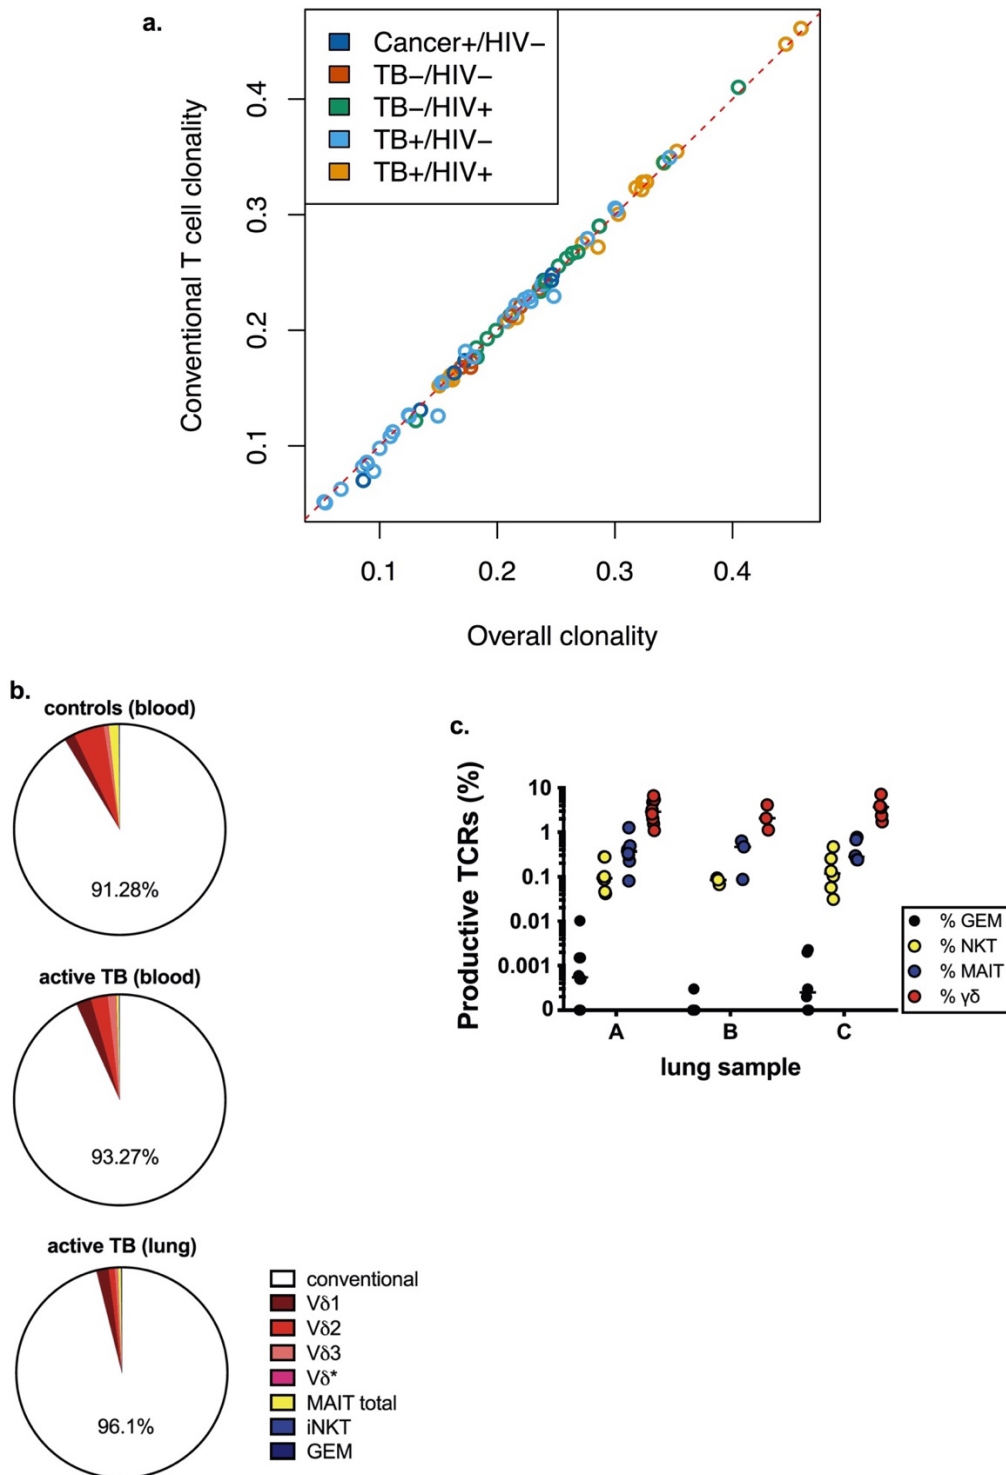 a.
Cancer+/HIV−
TB−/HIV−
TB−/HIV+
TB+/HIV−
TB+/HIV+
Conventional T cell clonality
0.4
0.3
0.2
0.1
0.1 0.2 0.3 0.4
Overall clonality
b.
controls (blood)
91.28%
active TB (blood)
93.27%
active TB (lung)
96.1%
conventional
Vδ1
Vδ2
Vδ3
Vδ*
MAIT total
iNKT
GEM
c.
Productive TCRs (%)
10
1
0.1
0.01
0.001
0
A B C
lung sample
% GEM
% NKT
% MAIT
% γδ